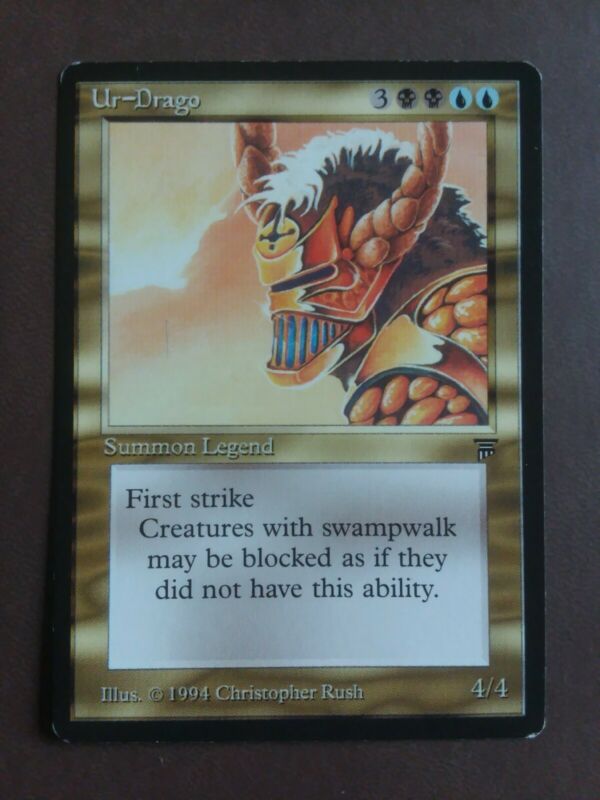 Ur-Drago 3
Summon Legend
First strike
Creatures with swampwalk
may be blocked as if they
did not have this ability.
Illus. © 1994 Christopher Rush 4/4